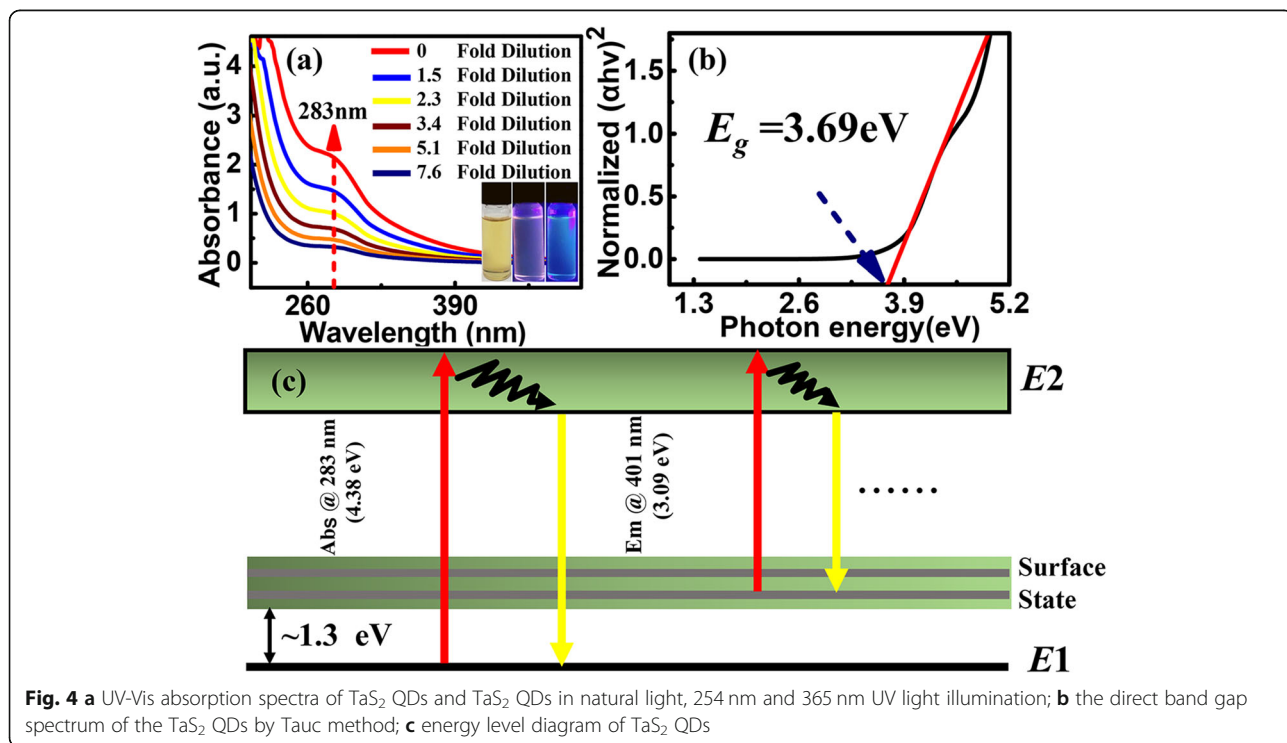 (a)
0 Fold Dilution
1.5 Fold Dilution
2.3 Fold Dilution
3.4 Fold Dilution
5.1 Fold Dilution
7.6 Fold Dilution
283nm
Absorbance (a.u.)
4
3
2
1
0
260 390
Wavelength (nm)
(b)
E_g =3.69eV
Normalized (αhv)²
1.5
1.0
0.5
0.0
1.3 2.6 3.9 5.2
Photon energy(eV)
(c)
E2
Abs @ 283 nm
(4.38 eV)
Em @ 401 nm
(3.09 eV)
......
Surface
State
~1.3 eV
E1
Fig. 4 a UV-Vis absorption spectra of TaS₂ QDs and TaS₂ QDs in natural light, 254 nm and 365 nm UV light illumination; b the direct band gap
spectrum of the TaS₂ QDs by Tauc method; c energy level diagram of TaS₂ QDs